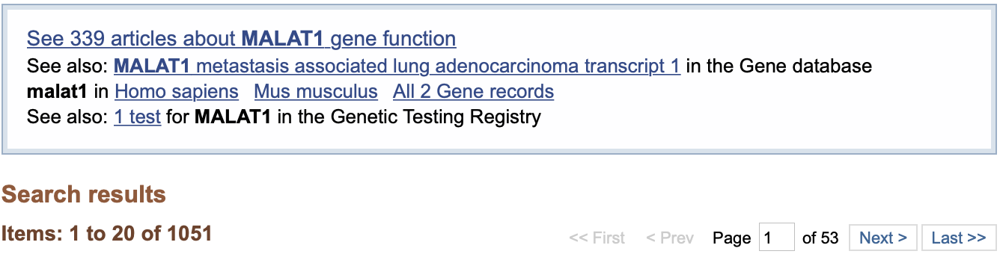 See 339 articles about MALAT1 gene function
See also: MALAT1 metastasis associated lung adenocarcinoma transcript 1 in the Gene database
malat1 in Homo sapiens Mus musculus All 2 Gene records
See also: 1 test for MALAT1 in the Genetic Testing Registry
Search results
Items: 1 to 20 of 1051
<< First < Prev Page 1 of 53 Next > Last >>